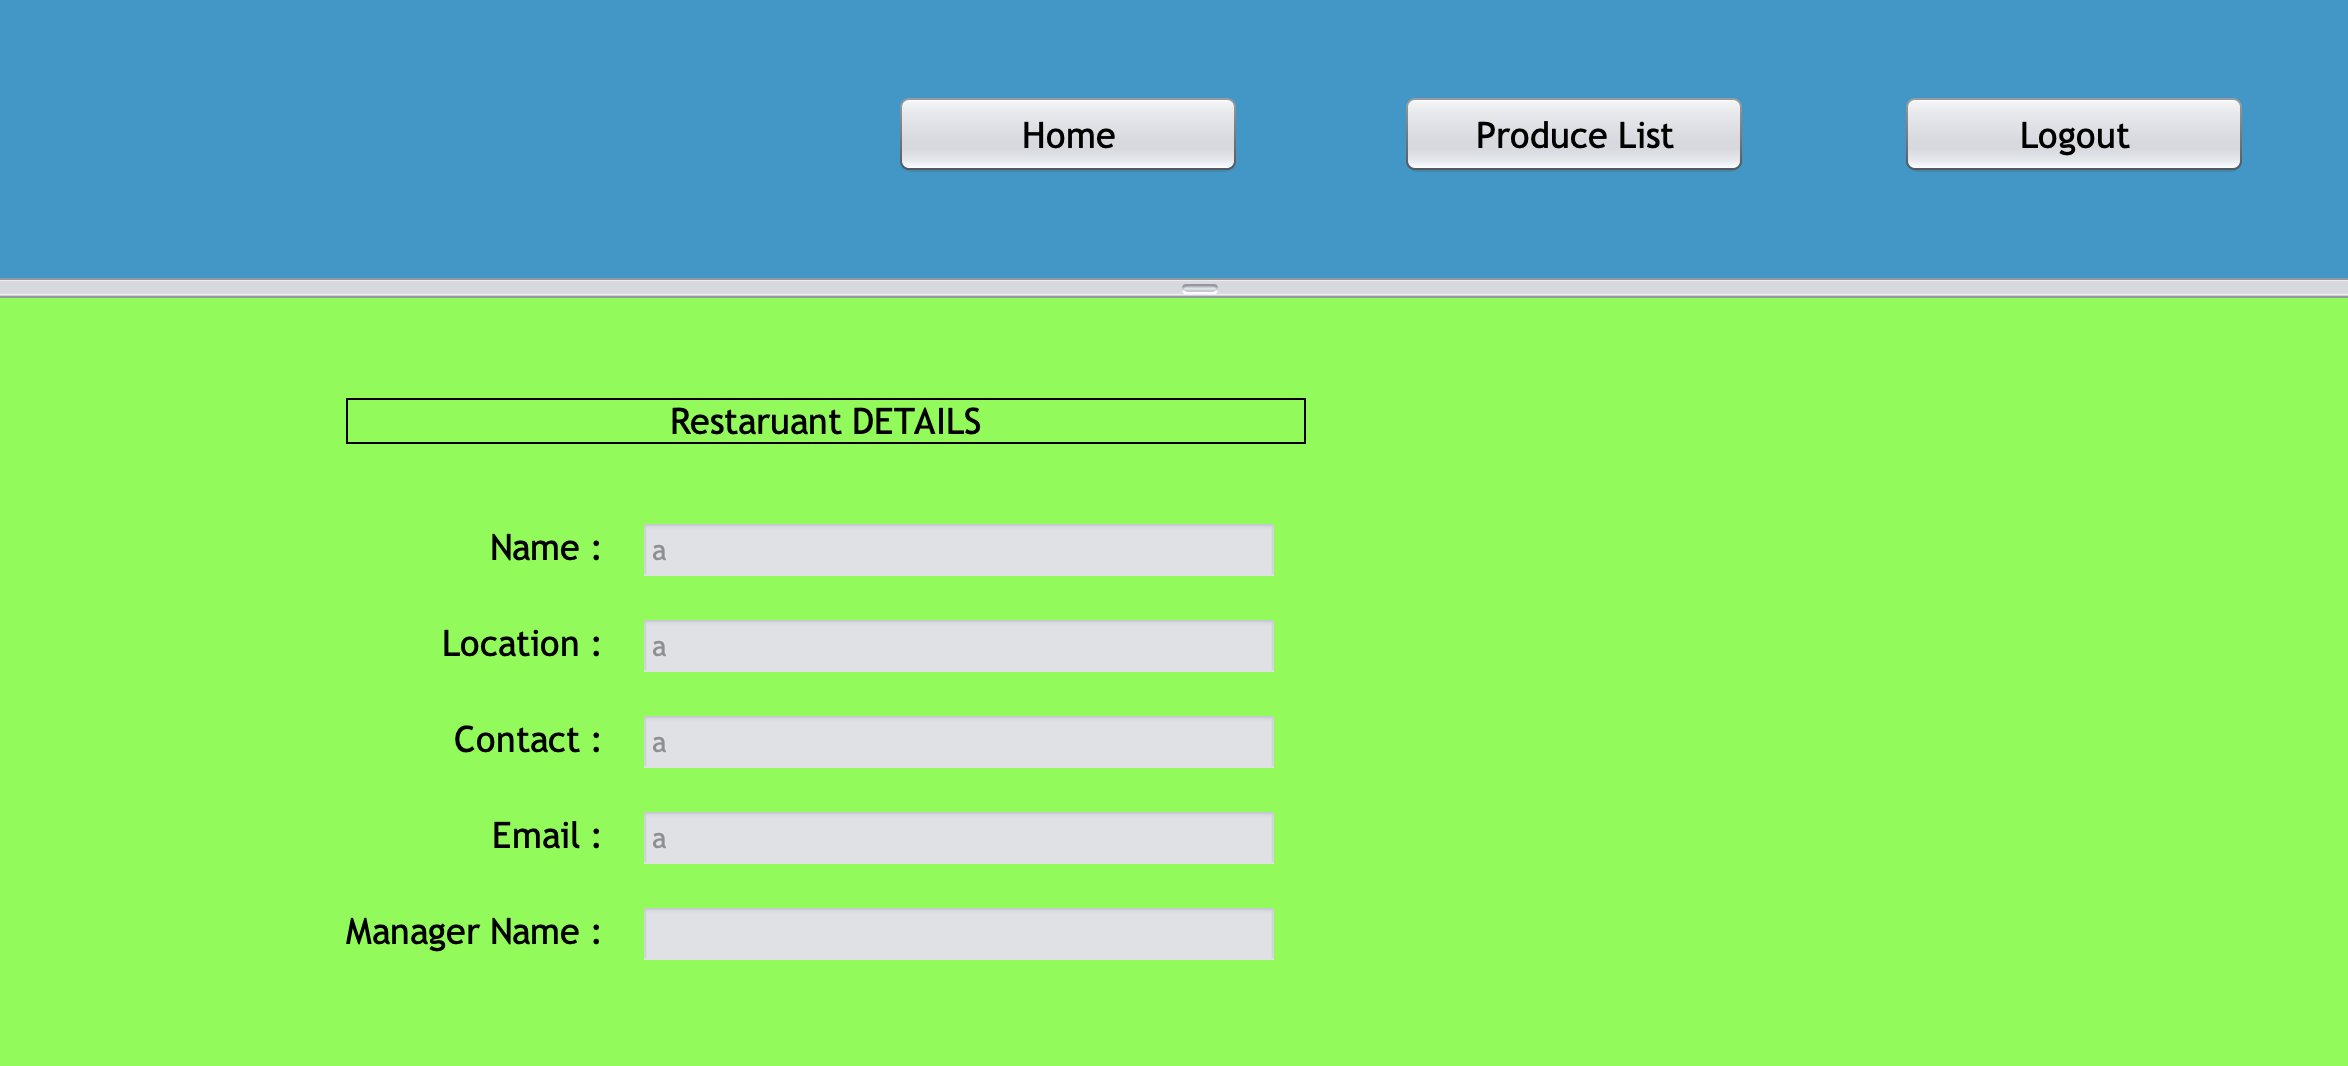 Home Produce List Logout
Restaruant DETAILS
Name : a
Location : a
Contact : a
Email : a
Manager Name :